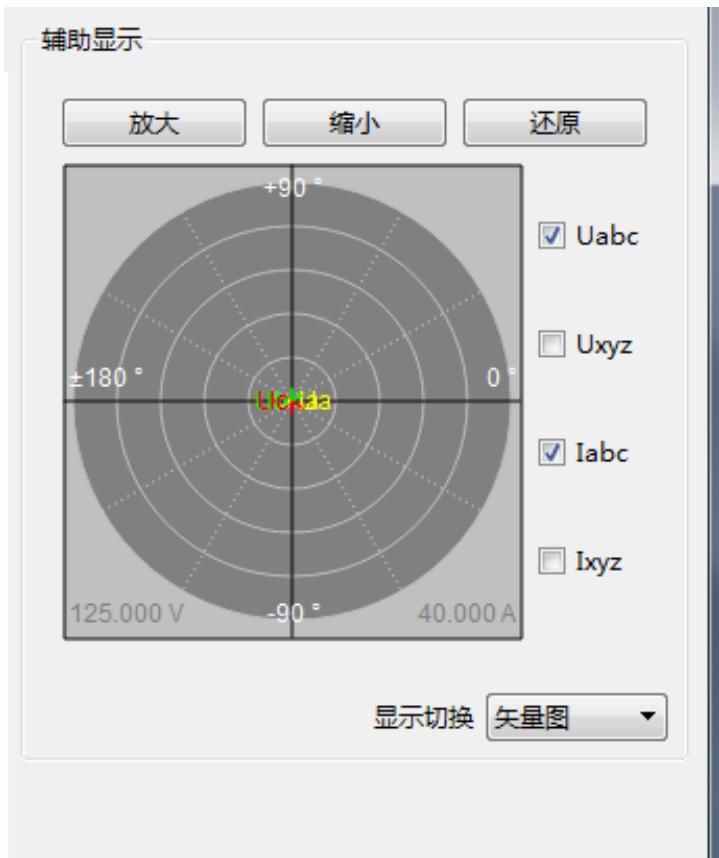 辅助显示
放大 缩小 还原
+90 °
Uabc
Uxyz
±180 °
0 °
Iabc
Ixyz
125.000 V
-90 °
40.000 A
显示切换 矢量图